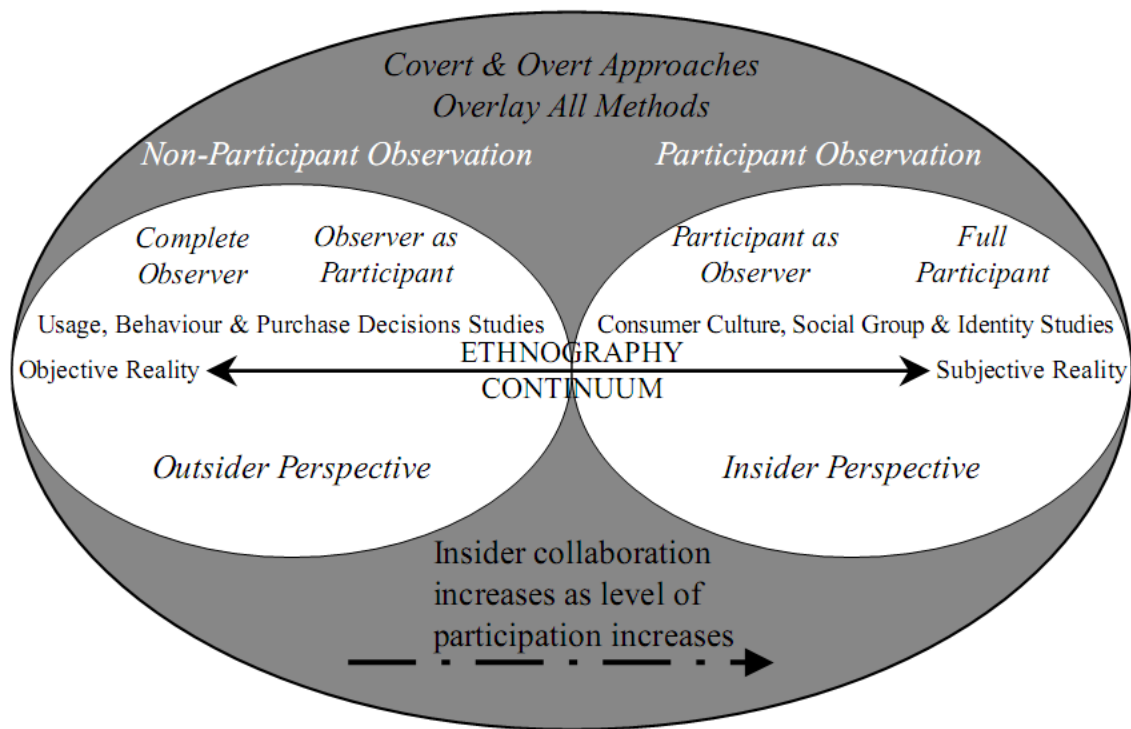 Covert & Overt Approaches
Overlay All Methods
Non-Participant Observation
Participant Observation
Complete
Observer
Observer as
Participant
Participant as
Observer
Full
Participant
Usage, Behaviour & Purchase Decisions Studies
Consumer Culture, Social Group & Identity Studies
ETHNOGRAPHY
CONTINUUM
Objective Reality
Subjective Reality
Outsider Perspective
Insider Perspective
Insider collaboration
increases as level of
participation increases